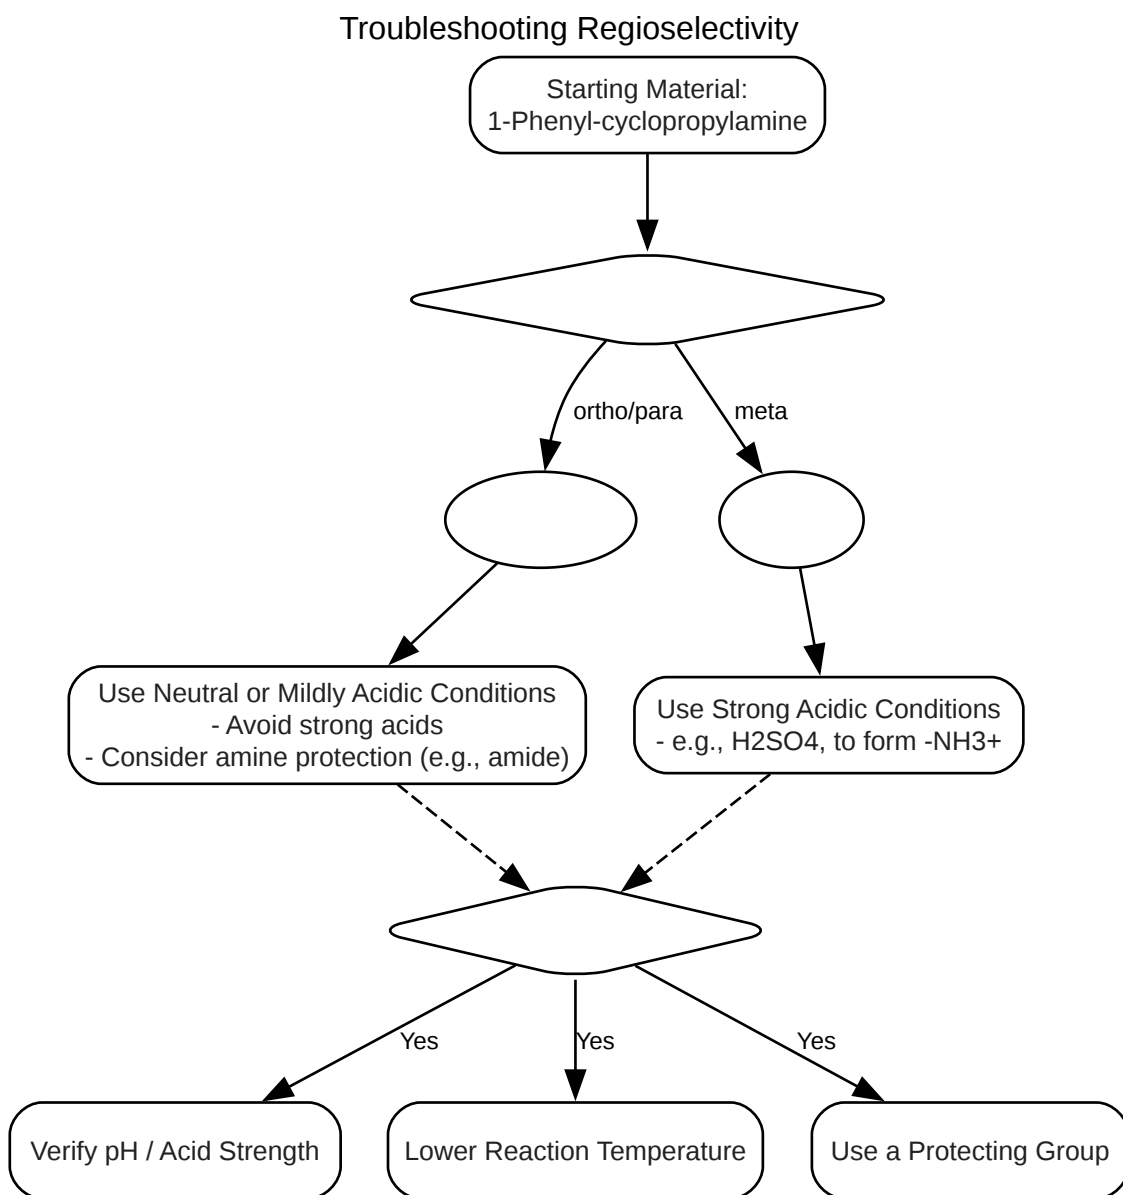 Troubleshooting Regioselectivity
Starting Material:
1-Phenyl-cyclopropylamine
ortho/para
meta
Use Neutral or Mildly Acidic Conditions
- Avoid strong acids
- Consider amine protection (e.g., amide)
Use Strong Acidic Conditions
- e.g., H2SO4, to form -NH3+
Yes
Yes
Yes
Verify pH / Acid Strength
Lower Reaction Temperature
Use a Protecting Group